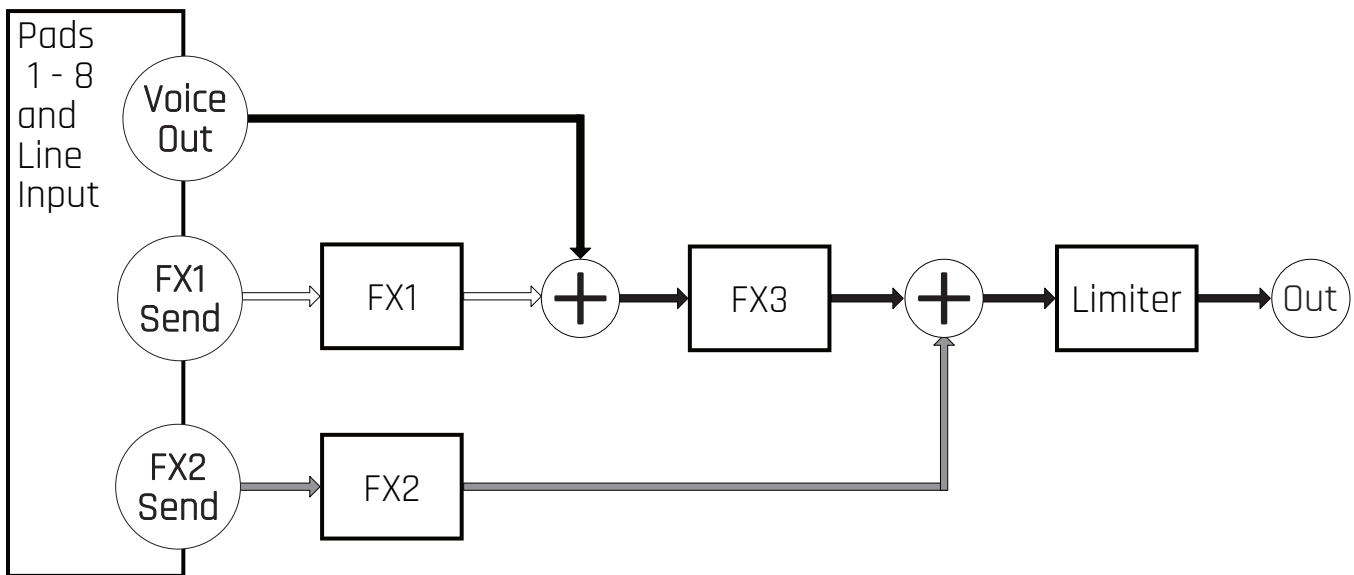 Pads
1 - 8
and
Line
Input
Voice
Out
FX1
Send
FX1
+
FX3
+
Limiter
Out
FX2
Send
FX2